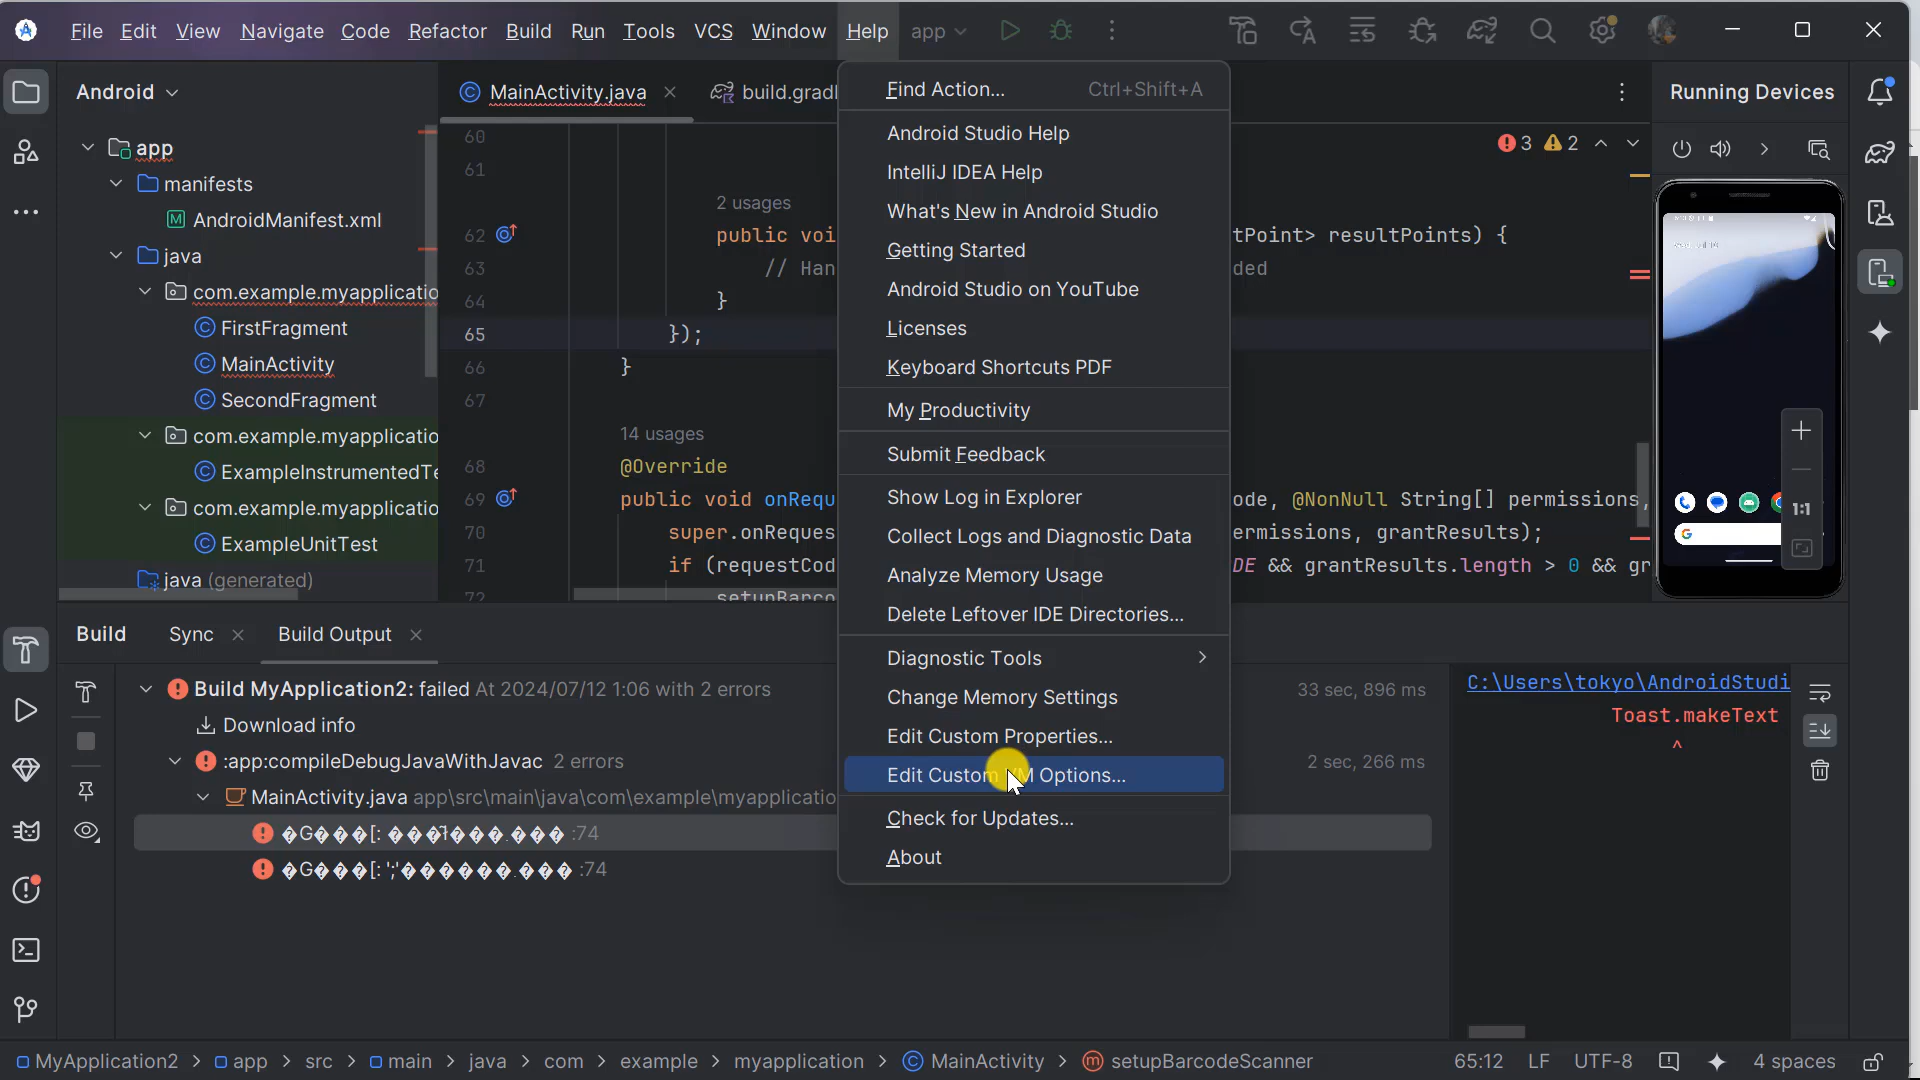 File Edit View Navigate Code Refactor Build Run Tools VCS Window Help app
Android
MainActivity.java
build.gradl
Running Devices
app
manifests
AndroidManifest.xml
java
com.example.myapplicatio
FirstFragment
MainActivity
SecondFragment
com.example.myapplicatio
ExampleInstrumentedTe
com.example.myapplicatio
ExampleUnitTest
java (generated)
3 2
60
61
2 usages
62 public voi tPoint> resultPoints) {
63 // Han ded
64 }
65 });
66 }
67
14 usages
68 @Override
69 public void onRequ ode, @NonNull String[] permissions,
70 super.onReques ermissions, grantResults);
71 if (requestCod DE && grantResults.length > 0 && gr
72 setupBarco
Find Action... Ctrl+Shift+A
Android Studio Help
IntelliJ IDEA Help
What's New in Android Studio
Getting Started
Android Studio on YouTube
Licenses
Keyboard Shortcuts PDF
My Productivity
Submit Feedback
Show Log in Explorer
Collect Logs and Diagnostic Data
Analyze Memory Usage
Delete Leftover IDE Directories...
Diagnostic Tools
Change Memory Settings
Edit Custom Properties...
Edit Custom VM Options...
Check for Updates...
About
1:1
Build Sync Build Output
Build MyApplication2: failed At 2024/07/12 1:06 with 2 errors 33 sec, 896 ms
Download info
:app:compileDebugJavaWithJavac 2 errors 2 sec, 266 ms
MainActivity.java app\src\main\java\com\example\myapplicatio
:74
:74
C:\Users\tokyo\AndroidStudi
Toast.makeText
^
MyApplication2 > app > src > main > java > com > example > myapplication > MainActivity > setupBarcodeScanner
65:12 LF UTF-8 4 spaces